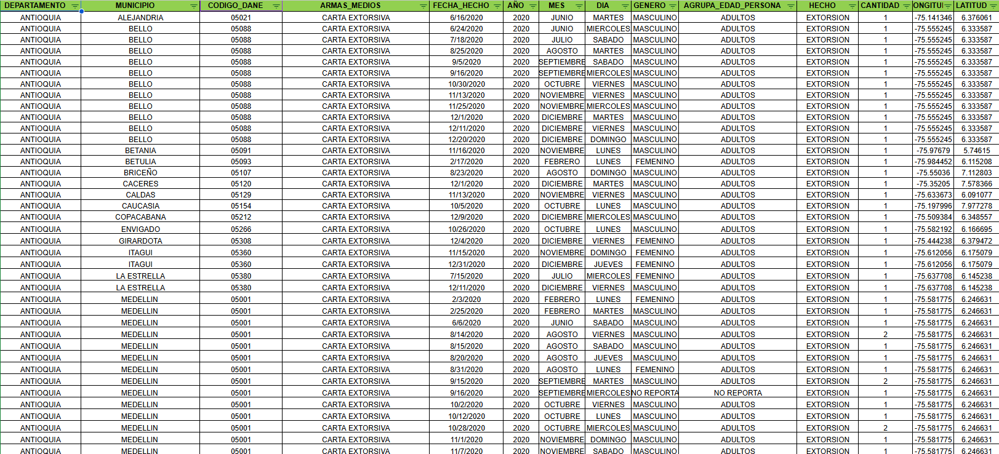 DEPARTAMENTO MUNICIPIO CODIGO_DANE ARMAS_MEDIOS FECHA_HECHO AÑO MES DIA GENERO AGRUPA_EDAD_PERSONA HECHO CANTIDAD ONGITUI LATITUD
ANTIOQUIA ALEJANDRIA 05021 CARTA EXTORSIVA 6/16/2020 2020 JUNIO MARTES MASCULINO ADULTOS EXTORSION 1 -75.141346 6.376061
ANTIOQUIA BELLO 05088 CARTA EXTORSIVA 6/24/2020 2020 JUNIO MIERCOLES MASCULINO ADULTOS EXTORSION 1 -75.555245 6.333587
ANTIOQUIA BELLO 05088 CARTA EXTORSIVA 7/18/2020 2020 JULIO SABADO MASCULINO ADULTOS EXTORSION 1 -75.555245 6.333587
ANTIOQUIA BELLO 05088 CARTA EXTORSIVA 8/25/2020 2020 AGOSTO MARTES MASCULINO ADULTOS EXTORSION 1 -75.555245 6.333587
ANTIOQUIA BELLO 05088 CARTA EXTORSIVA 9/5/2020 2020 SEPTIEMBRE SABADO MASCULINO ADULTOS EXTORSION 1 -75.555245 6.333587
ANTIOQUIA BELLO 05088 CARTA EXTORSIVA 9/16/2020 2020 SEPTIEMBRE MIERCOLES MASCULINO ADULTOS EXTORSION 1 -75.555245 6.333587
ANTIOQUIA BELLO 05088 CARTA EXTORSIVA 10/30/2020 2020 OCTUBRE VIERNES MASCULINO ADULTOS EXTORSION 1 -75.555245 6.333587
ANTIOQUIA BELLO 05088 CARTA EXTORSIVA 11/13/2020 2020 NOVIEMBRE VIERNES MASCULINO ADULTOS EXTORSION 1 -75.555245 6.333587
ANTIOQUIA BELLO 05088 CARTA EXTORSIVA 11/25/2020 2020 NOVIEMBRE MIERCOLES MASCULINO ADULTOS EXTORSION 1 -75.555245 6.333587
ANTIOQUIA BELLO 05088 CARTA EXTORSIVA 12/1/2020 2020 DICIEMBRE MARTES MASCULINO ADULTOS EXTORSION 1 -75.555245 6.333587
ANTIOQUIA BELLO 05088 CARTA EXTORSIVA 12/11/2020 2020 DICIEMBRE VIERNES MASCULINO ADULTOS EXTORSION 1 -75.555245 6.333587
ANTIOQUIA BELLO 05088 CARTA EXTORSIVA 12/20/2020 2020 DICIEMBRE DOMINGO MASCULINO ADULTOS EXTORSION 1 -75.555245 6.333587
ANTIOQUIA BETANIA 05091 CARTA EXTORSIVA 11/16/2020 2020 NOVIEMBRE LUNES MASCULINO ADULTOS EXTORSION 1 -75.97679 5.74615
ANTIOQUIA BETULIA 05093 CARTA EXTORSIVA 2/17/2020 2020 FEBRERO LUNES FEMENINO ADULTOS EXTORSION 1 -75.984452 6.115208
ANTIOQUIA BRICEÑO 05107 CARTA EXTORSIVA 8/23/2020 2020 AGOSTO DOMINGO MASCULINO ADULTOS EXTORSION 1 -75.55036 7.112803
ANTIOQUIA CACERES 05120 CARTA EXTORSIVA 12/1/2020 2020 DICIEMBRE MARTES MASCULINO ADULTOS EXTORSION 1 -75.35205 7.578366
ANTIOQUIA CALDAS 05129 CARTA EXTORSIVA 11/13/2020 2020 NOVIEMBRE VIERNES MASCULINO ADULTOS EXTORSION 1 -75.633673 6.091077
ANTIOQUIA CAUCASIA 05154 CARTA EXTORSIVA 10/5/2020 2020 OCTUBRE LUNES MASCULINO ADULTOS EXTORSION 1 -75.197996 7.977278
ANTIOQUIA COPACABANA 05212 CARTA EXTORSIVA 12/9/2020 2020 DICIEMBRE MIERCOLES MASCULINO ADULTOS EXTORSION 1 -75.509384 6.348557
ANTIOQUIA ENVIGADO 05266 CARTA EXTORSIVA 10/26/2020 2020 OCTUBRE LUNES MASCULINO ADULTOS EXTORSION 1 -75.582192 6.166695
ANTIOQUIA GIRARDOTA 05308 CARTA EXTORSIVA 12/4/2020 2020 DICIEMBRE VIERNES FEMENINO ADULTOS EXTORSION 1 -75.444238 6.379472
ANTIOQUIA ITAGUI 05360 CARTA EXTORSIVA 11/15/2020 2020 NOVIEMBRE DOMINGO FEMENINO ADULTOS EXTORSION 1 -75.612056 6.175079
ANTIOQUIA ITAGUI 05360 CARTA EXTORSIVA 12/31/2020 2020 DICIEMBRE JUEVES FEMENINO ADULTOS EXTORSION 1 -75.612056 6.175079
ANTIOQUIA LA ESTRELLA 05380 CARTA EXTORSIVA 7/15/2020 2020 JULIO MIERCOLES FEMENINO ADULTOS EXTORSION 1 -75.637708 6.145238
ANTIOQUIA LA ESTRELLA 05380 CARTA EXTORSIVA 12/11/2020 2020 DICIEMBRE VIERNES MASCULINO ADULTOS EXTORSION 1 -75.637708 6.145238
ANTIOQUIA MEDELLIN 05001 CARTA EXTORSIVA 2/3/2020 2020 FEBRERO LUNES FEMENINO ADULTOS EXTORSION 1 -75.581775 6.246631
ANTIOQUIA MEDELLIN 05001 CARTA EXTORSIVA 2/25/2020 2020 FEBRERO MARTES MASCULINO ADULTOS EXTORSION 1 -75.581775 6.246631
ANTIOQUIA MEDELLIN 05001 CARTA EXTORSIVA 6/6/2020 2020 JUNIO SABADO MASCULINO ADULTOS EXTORSION 1 -75.581775 6.246631
ANTIOQUIA MEDELLIN 05001 CARTA EXTORSIVA 8/14/2020 2020 AGOSTO VIERNES MASCULINO ADULTOS EXTORSION 2 -75.581775 6.246631
ANTIOQUIA MEDELLIN 05001 CARTA EXTORSIVA 8/15/2020 2020 AGOSTO SABADO MASCULINO ADULTOS EXTORSION 1 -75.581775 6.246631
ANTIOQUIA MEDELLIN 05001 CARTA EXTORSIVA 8/20/2020 2020 AGOSTO JUEVES MASCULINO ADULTOS EXTORSION 1 -75.581775 6.246631
ANTIOQUIA MEDELLIN 05001 CARTA EXTORSIVA 8/31/2020 2020 AGOSTO LUNES FEMENINO ADULTOS EXTORSION 1 -75.581775 6.246631
ANTIOQUIA MEDELLIN 05001 CARTA EXTORSIVA 9/15/2020 2020 SEPTIEMBRE MARTES MASCULINO ADULTOS EXTORSION 2 -75.581775 6.246631
ANTIOQUIA MEDELLIN 05001 CARTA EXTORSIVA 9/16/2020 2020 SEPTIEMBRE MIERCOLES NO REPORTA NO REPORTA EXTORSION 1 -75.581775 6.246631
ANTIOQUIA MEDELLIN 05001 CARTA EXTORSIVA 10/2/2020 2020 OCTUBRE VIERNES MASCULINO ADULTOS EXTORSION 1 -75.581775 6.246631
ANTIOQUIA MEDELLIN 05001 CARTA EXTORSIVA 10/12/2020 2020 OCTUBRE LUNES MASCULINO ADULTOS EXTORSION 1 -75.581775 6.246631
ANTIOQUIA MEDELLIN 05001 CARTA EXTORSIVA 10/28/2020 2020 OCTUBRE MIERCOLES MASCULINO ADULTOS EXTORSION 2 -75.581775 6.246631
ANTIOQUIA MEDELLIN 05001 CARTA EXTORSIVA 11/1/2020 2020 NOVIEMBRE DOMINGO MASCULINO ADULTOS EXTORSION 1 -75.581775 6.246631
ANTIOQUIA MEDELLIN 05001 CARTA EXTORSIVA 11/7/2020 2020 NOVIEMBRE SABADO MASCULINO ADULTOS EXTORSION 1 -75.581775 6.246631